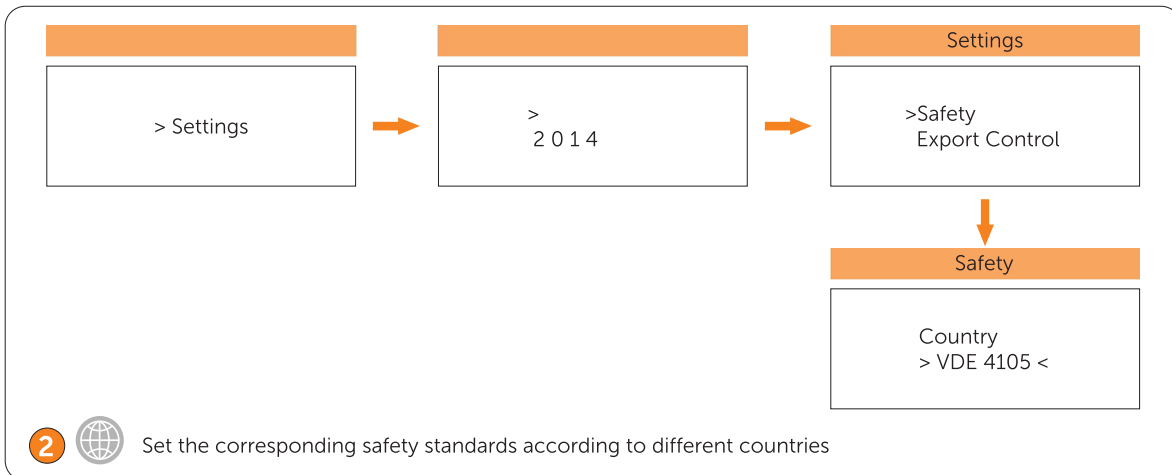 > Settings
>
2 0 1 4
Settings
>Safety
Export Control
Safety
Country
> VDE 4105 <
2 Set the corresponding safety standards according to different countries